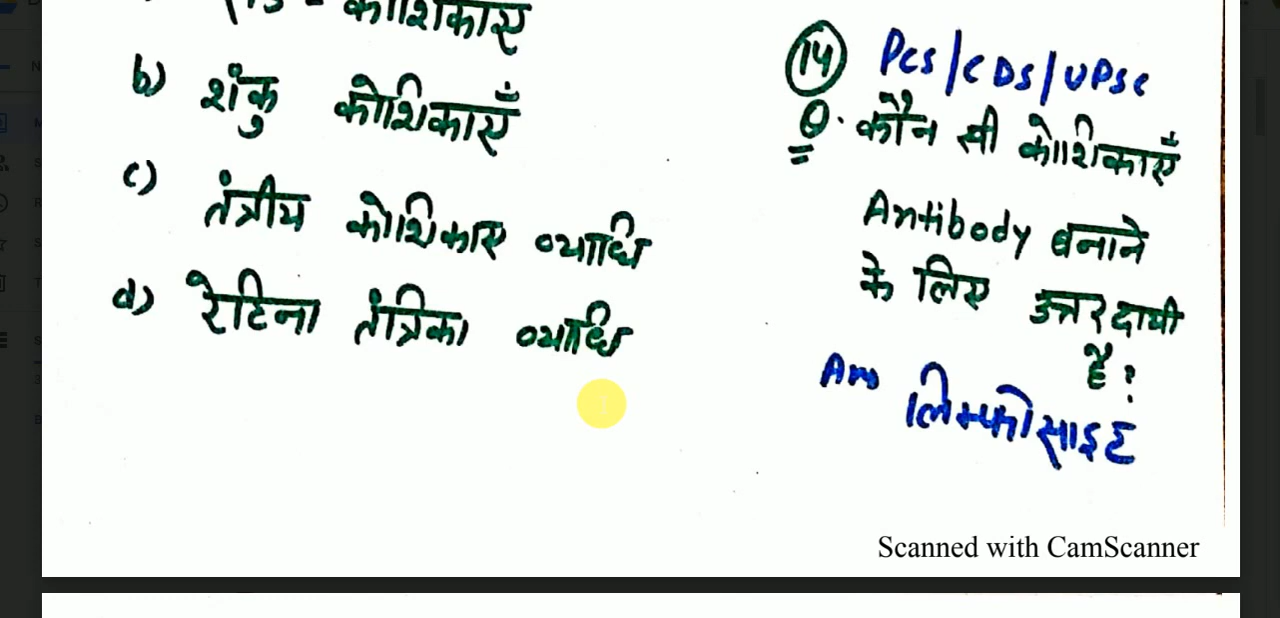 कोशिकाएं
b) शंकु कोशिकाएँ
c) तंत्रीय कोशिकाए व्याधि
d) रेटिना तंत्रिका व्याधि
(14) Pcs/CDS/UPSC
Q. कौन सी कोशिकाएँ
Antibody बनाने
के लिए उत्तरदायी
है?
Ans लिम्फोसाइट
Scanned with CamScanner